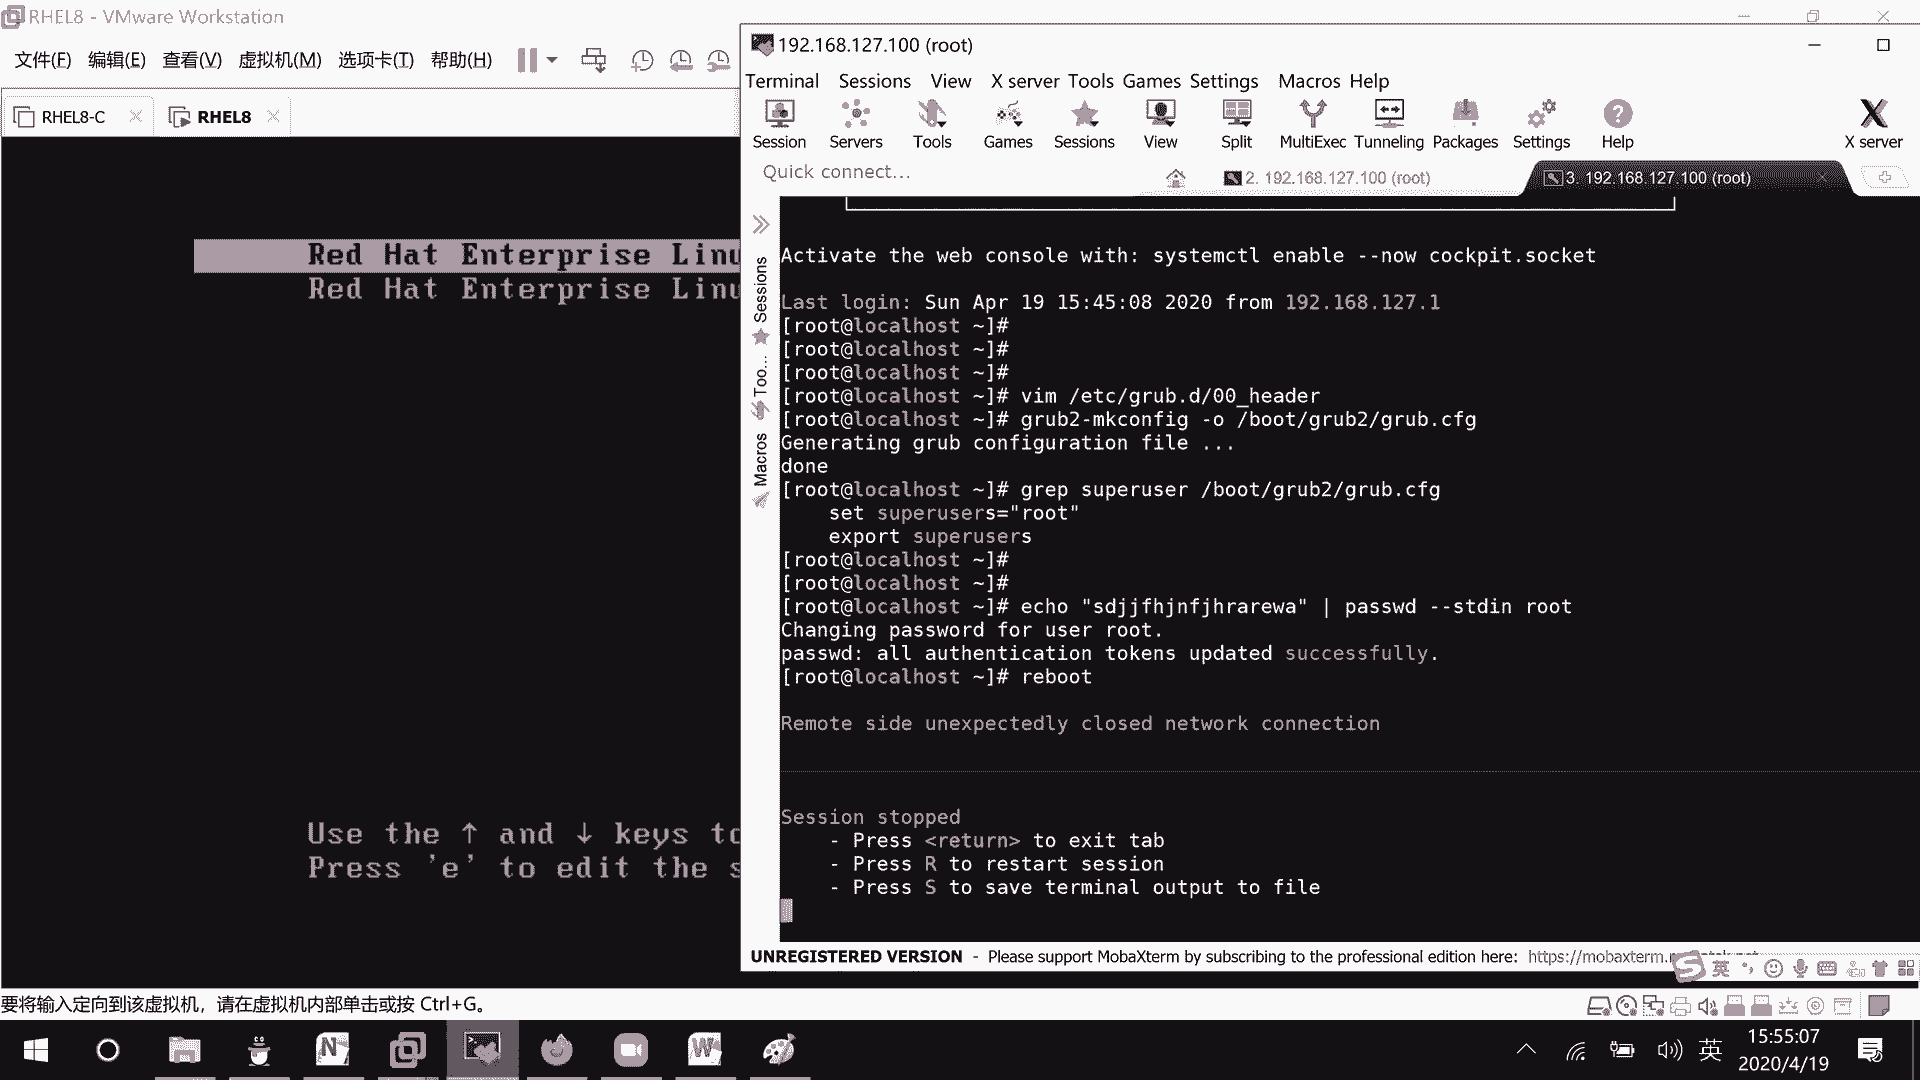 RHEL8 - VMware Workstation
文件(F) 编辑(E) 查看(V) 虚拟机(M) 选项卡(T) 帮助(H)
RHEL8-C
RHEL8
Red Hat Enterprise Linu
Red Hat Enterprise Linu
Use the ↑ and ↓ keys to
Press 'e' to edit the s
192.168.127.100 (root)
Terminal Sessions View X server Tools Games Settings Macros Help
Session Servers Tools Games Sessions View Split MultiExec Tunneling Packages Settings Help X server
Quick connect...
2. 192.168.127.100 (root)
3. 192.168.127.100 (root)
Sessions
Too...
Macros
Activate the web console with: systemctl enable --now cockpit.socket
Last login: Sun Apr 19 15:45:08 2020 from 192.168.127.1
[root@localhost ~]#
[root@localhost ~]#
[root@localhost ~]#
[root@localhost ~]# vim /etc/grub.d/00_header
[root@localhost ~]# grub2-mkconfig -o /boot/grub2/grub.cfg
Generating grub configuration file ...
done
[root@localhost ~]# grep superuser /boot/grub2/grub.cfg
set superusers="root"
export superusers
[root@localhost ~]#
[root@localhost ~]#
[root@localhost ~]# echo "sdjjfhjnfjhrarewa" | passwd --stdin root
Changing password for user root.
passwd: all authentication tokens updated successfully.
[root@localhost ~]# reboot
Remote side unexpectedly closed network connection
Session stopped
- Press <return> to exit tab
- Press R to restart session
- Press S to save terminal output to file
UNREGISTERED VERSION - Please support MobaXterm by subscribing to the professional edition here: https://mobaxterm.
英
要将输入定向到该虚拟机，请在虚拟机内部单击或按 Ctrl+G。
英
15:55:07
2020/4/19